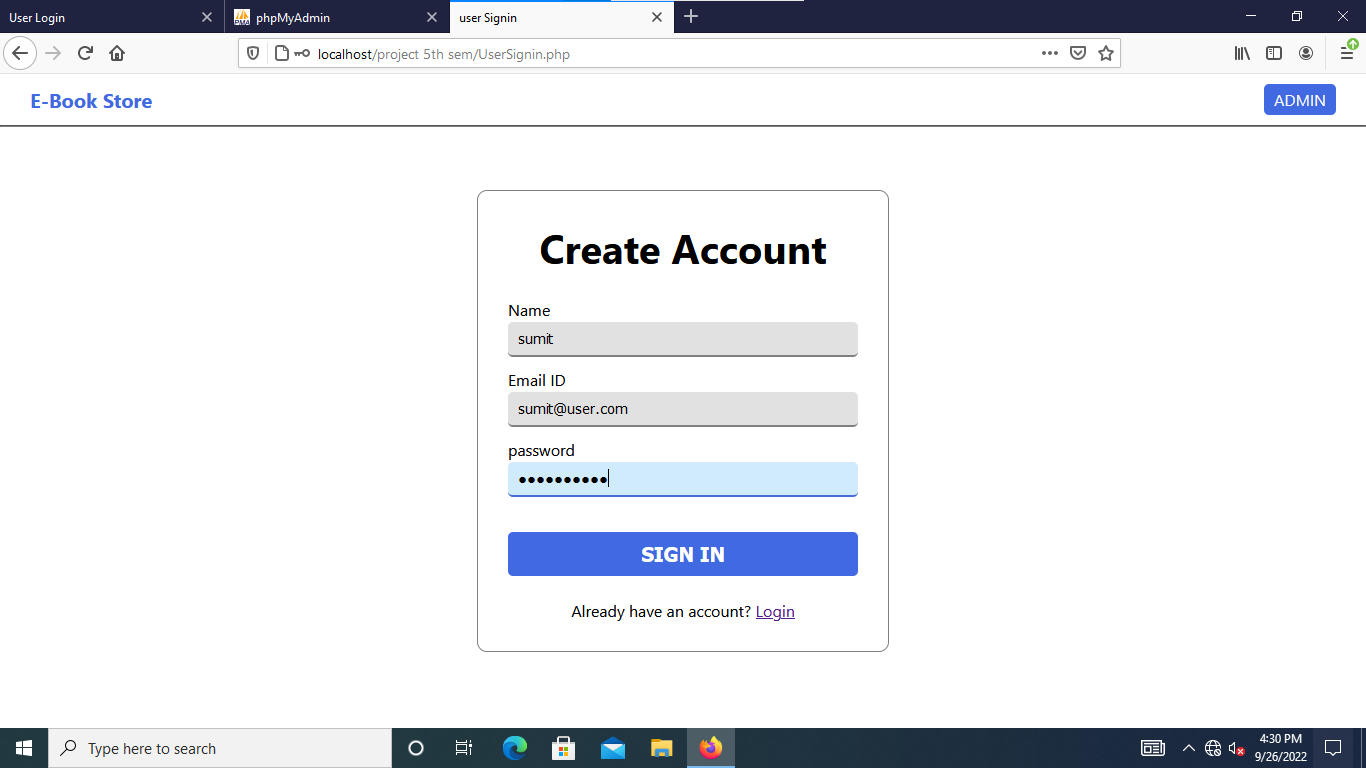 User Login
phpMyAdmin
user Signin
localhost/project 5th sem/UserSignin.php
E-Book Store
ADMIN
Create Account
Name
sumit
Email ID
sumit@user.com
password
••••••••••
SIGN IN
Already have an account? Login
Type here to search
4:30 PM
9/26/2022